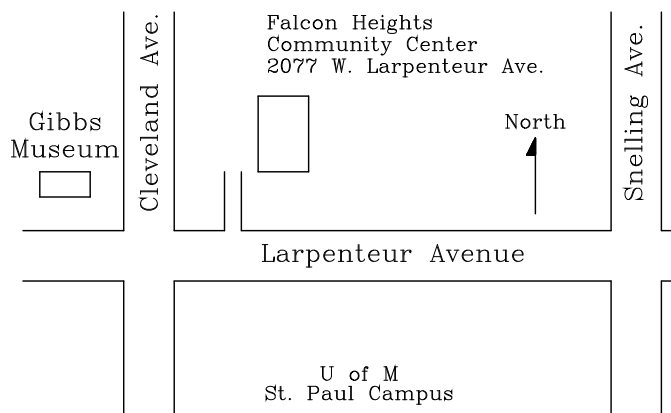 Falcon Heights
Community Center
2077 W. Larpenteur Ave.
Cleveland Ave.
Snelling Ave.
Gibbs
Museum
North
Larpenteur Avenue
U of M
St. Paul Campus